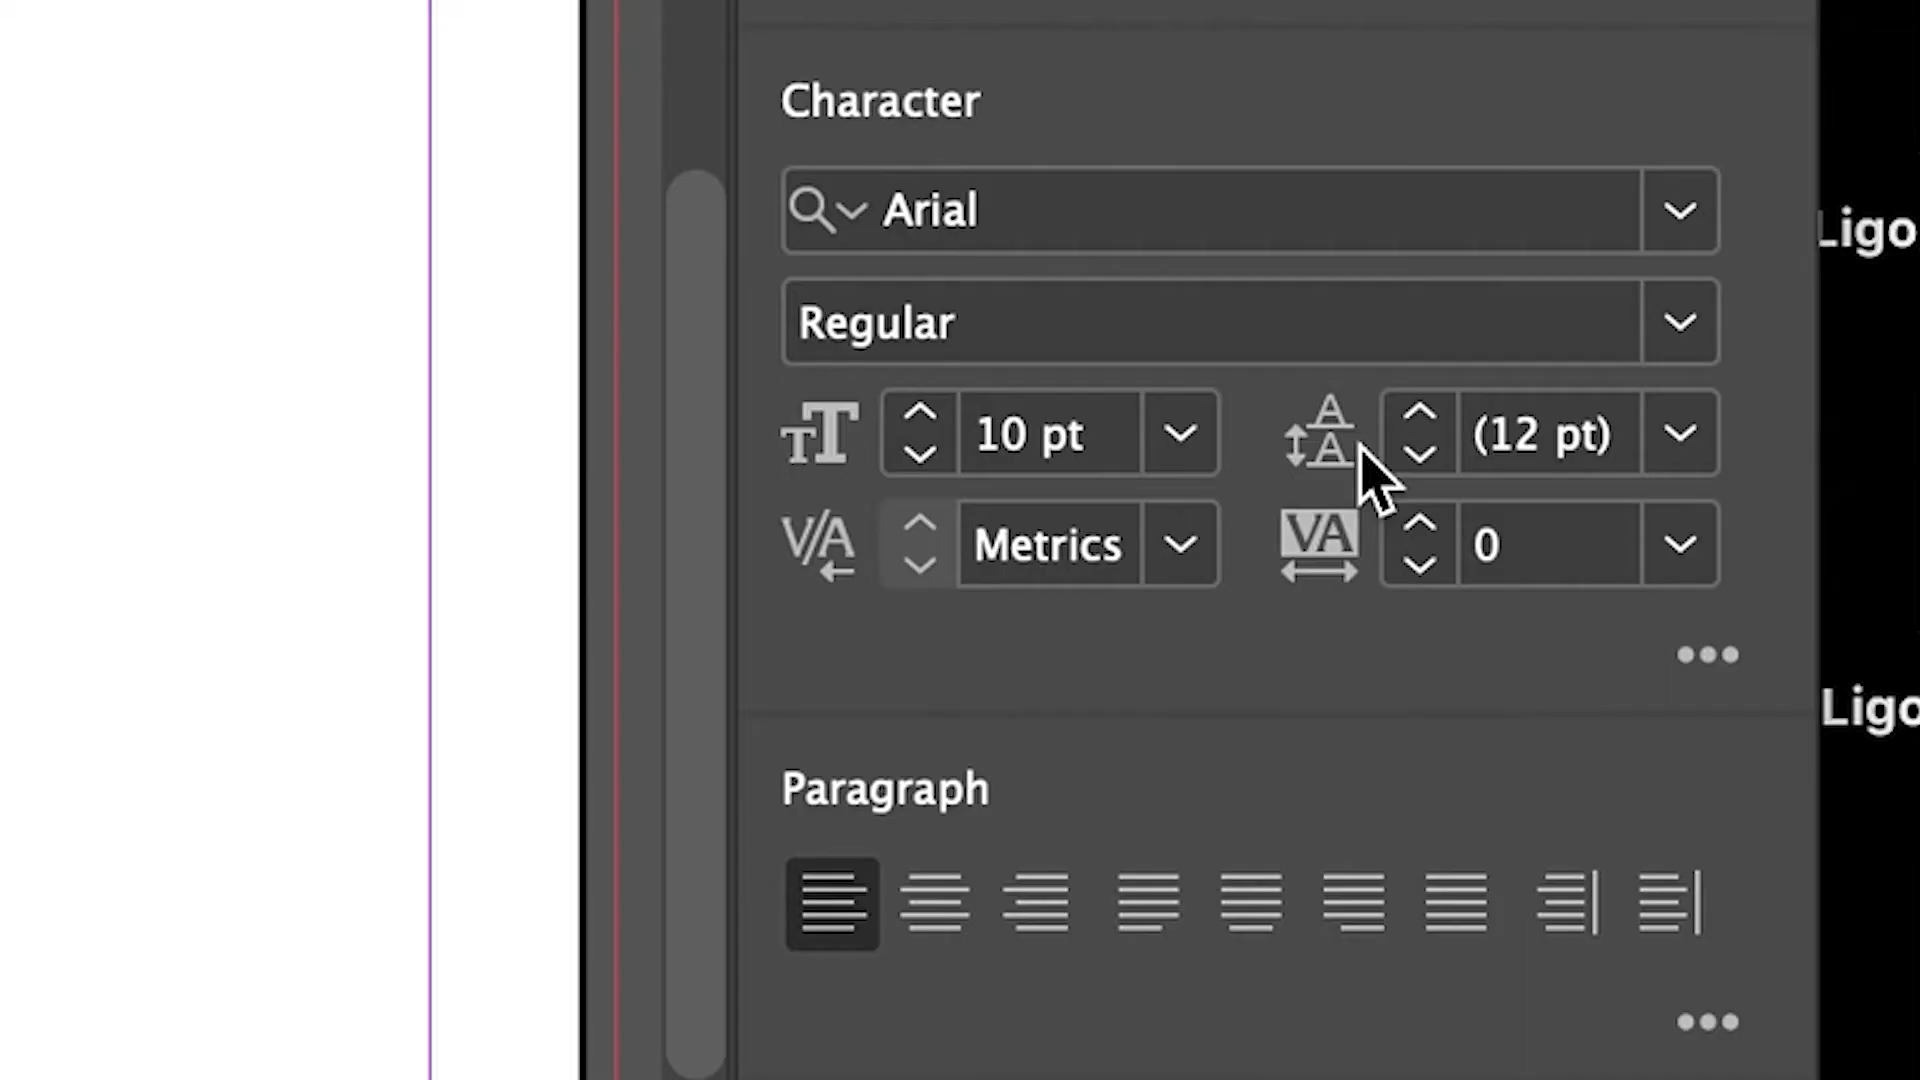 Character
Arial
Regular
10 pt
(12 pt)
Metrics
0
Paragraph
Ligo
Ligo